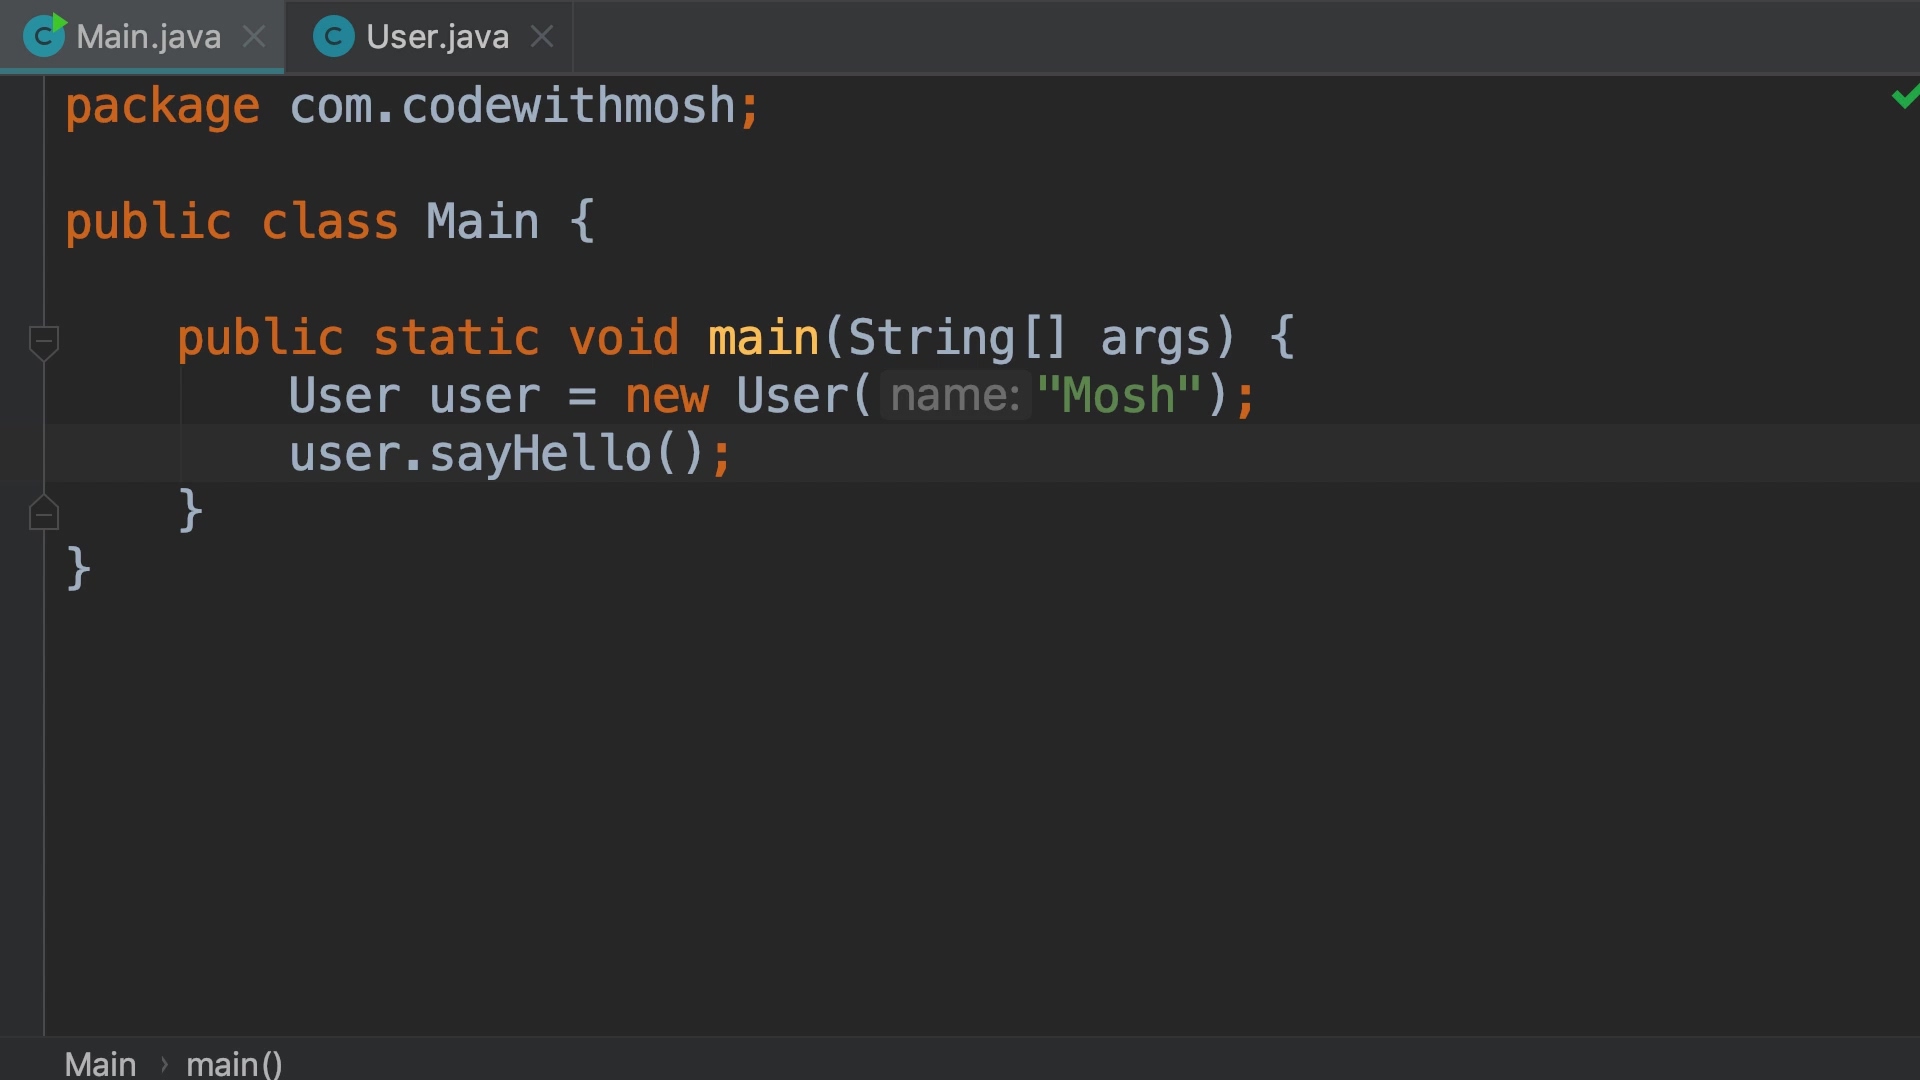 Main.java User.java
package com.codewithmosh;
public class Main {
public static void main(String[] args) {
User user = new User( name: "Mosh");
user.sayHello();
}
}
Main › main()